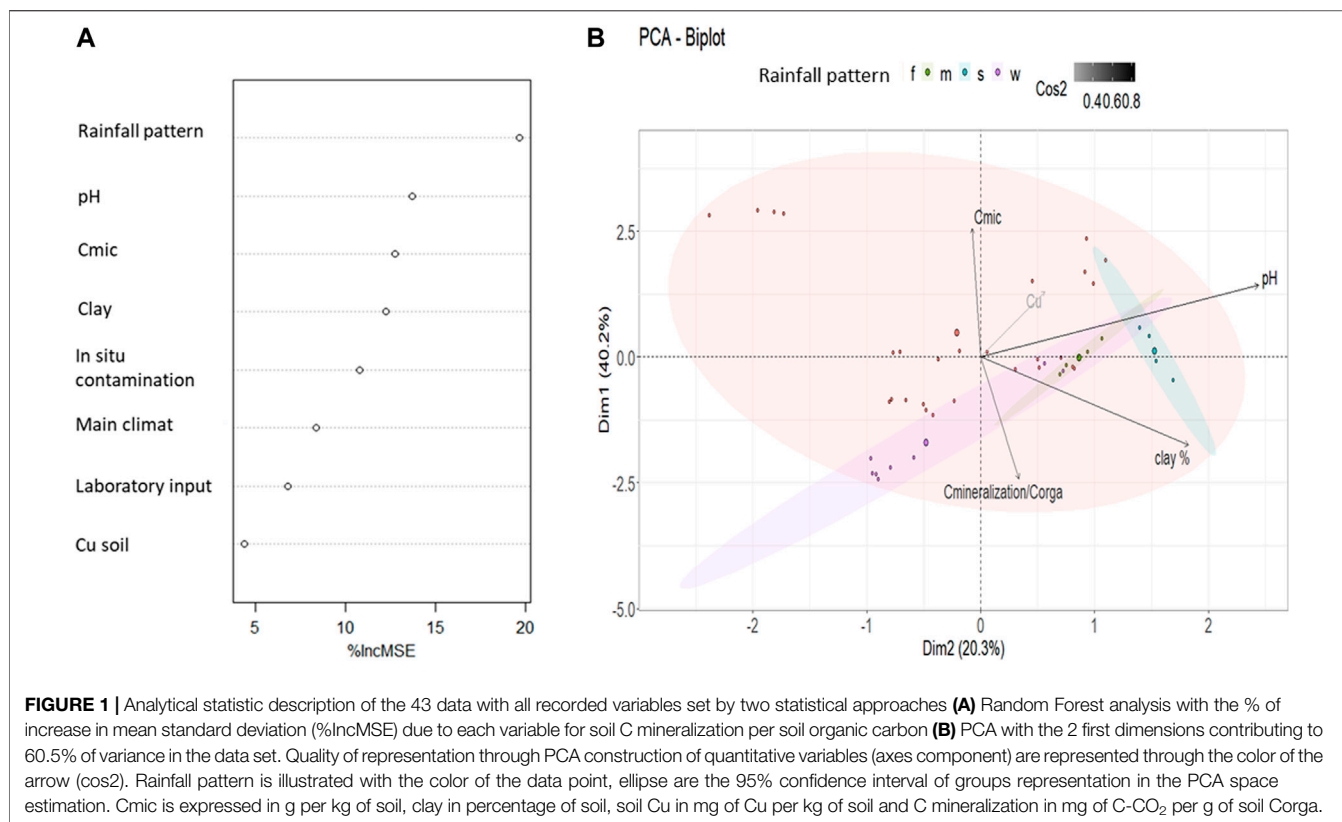 A
Rainfall pattern
pH
Cmic
Clay
In situ
contamination
Main climat
Laboratory input
Cu soil
5 10 15 20
%IncMSE
B PCA - Biplot
Rainfall pattern f m s w
Cos2
0.40.60.8
Dim1 (40.2%)
2.5
0.0
-2.5
-5.0
Cmic
Cu
pH
clay %
Cmineralization/Corga
-2 -1 0 1 2
Dim2 (20.3%)
FIGURE 1 | Analytical statistic description of the 43 data with all recorded variables set by two statistical approaches (A) Random Forest analysis with the % of
increase in mean standard deviation (%IncMSE) due to each variable for soil C mineralization per soil organic carbon (B) PCA with the 2 first dimensions contributing to
60.5% of variance in the data set. Quality of representation through PCA construction of quantitative variables (axes component) are represented through the color of the
arrow (cos2). Rainfall pattern is illustrated with the color of the data point, ellipse are the 95% confidence interval of groups representation in the PCA space
estimation. Cmic is expressed in g per kg of soil, clay in percentage of soil, soil Cu in mg of Cu per kg of soil and C mineralization in mg of C-CO₂ per g of soil Corga.